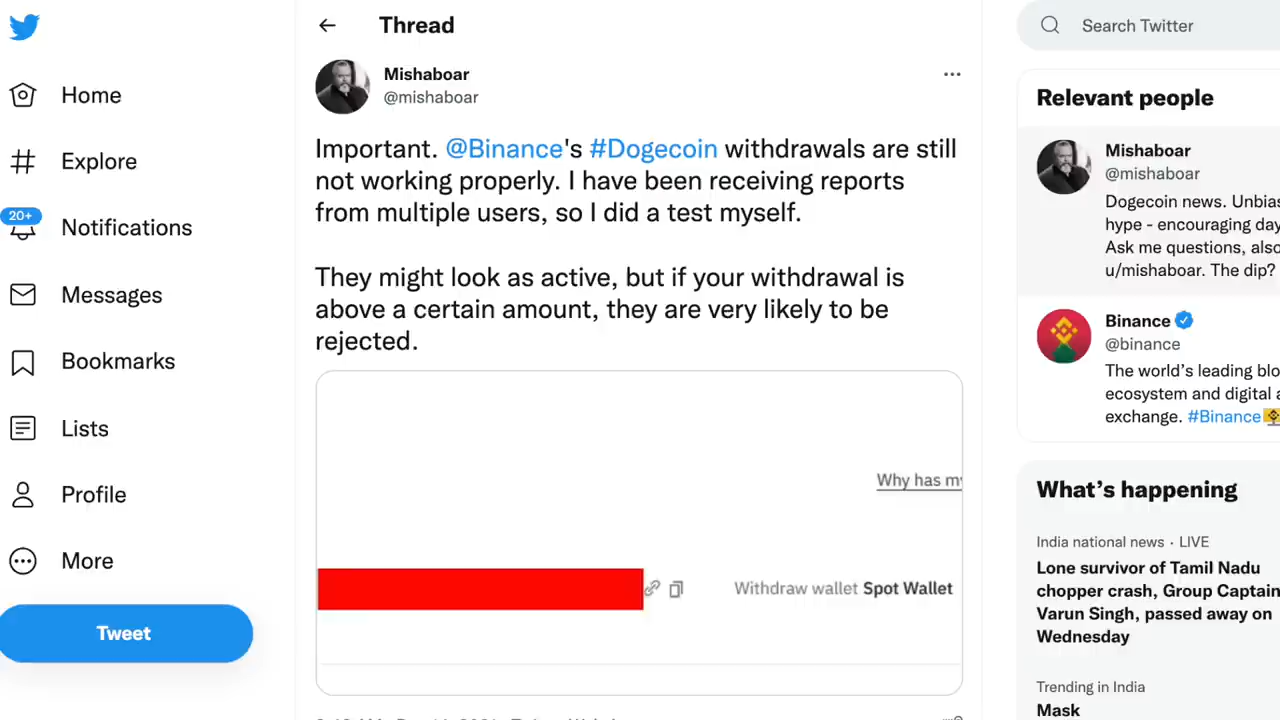 Home
Explore
20+
Notifications
Messages
Bookmarks
Lists
Profile
More
Tweet
Thread
Mishaboar
@mishaboar
Important. @Binance's #Dogecoin withdrawals are still
not working properly. I have been receiving reports
from multiple users, so I did a test myself.
They might look as active, but if your withdrawal is
above a certain amount, they are very likely to be
rejected.
Why has my
Withdraw wallet Spot Wallet
Search Twitter
Relevant people
Mishaboar
@mishaboar
Dogecoin news. Unbias
hype - encouraging day
Ask me questions, also
u/mishaboar. The dip?
Binance
@binance
The world's leading blo
ecosystem and digital a
exchange. #Binance
What's happening
India national news · LIVE
Lone survivor of Tamil Nadu
chopper crash, Group Captain
Varun Singh, passed away on
Wednesday
Trending in India
Mask